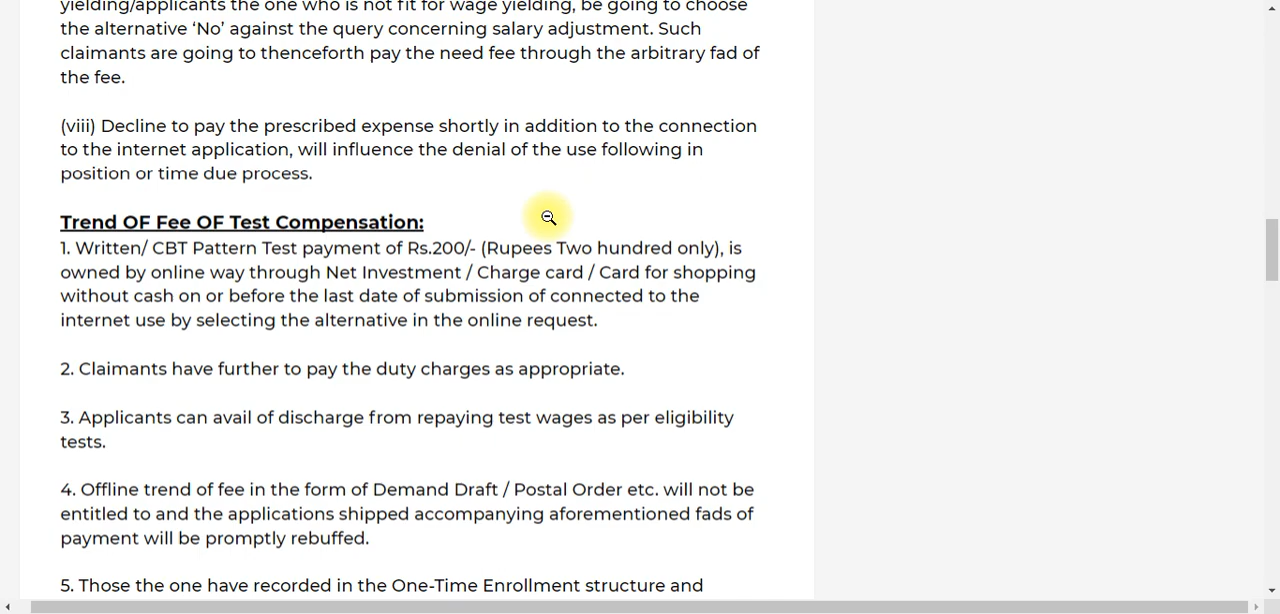 yielding/applicants the one who is not fit for wage yielding, be going to choose
the alternative ‘No’ against the query concerning salary adjustment. Such
claimants are going to thenceforth pay the need fee through the arbitrary fad of
the fee.
(viii) Decline to pay the prescribed expense shortly in addition to the connection
to the internet application, will influence the denial of the use following in
position or time due process.
Trend OF Fee OF Test Compensation:
1. Written/ CBT Pattern Test payment of Rs.200/- (Rupees Two hundred only), is
owned by online way through Net Investment / Charge card / Card for shopping
without cash on or before the last date of submission of connected to the
internet use by selecting the alternative in the online request.
2. Claimants have further to pay the duty charges as appropriate.
3. Applicants can avail of discharge from repaying test wages as per eligibility
tests.
4. Offline trend of fee in the form of Demand Draft / Postal Order etc. will not be
entitled to and the applications shipped accompanying aforementioned fads of
payment will be promptly rebuffed.
5. Those the one have recorded in the One-Time Enrollment structure and